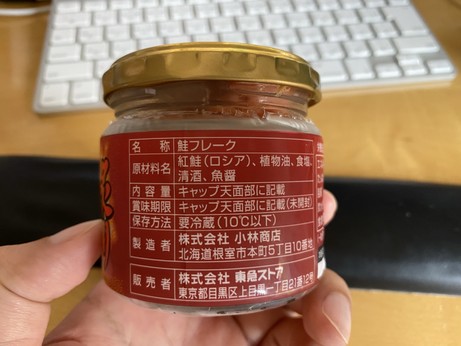 名称 鮭フレーク
原材料名 紅鮭(ロシア)、植物油、食塩、
清酒、魚醤
内容量 キャップ天面部に記載
賞味期限 キャップ天面部に記載(未開封)
保存方法 要冷蔵(10℃以下)
製造者 株式会社 小林商店
北海道根室市本町5丁目10番地
販売者 株式会社 東急ストア
東京都目黒区上目黒一丁目21番12号